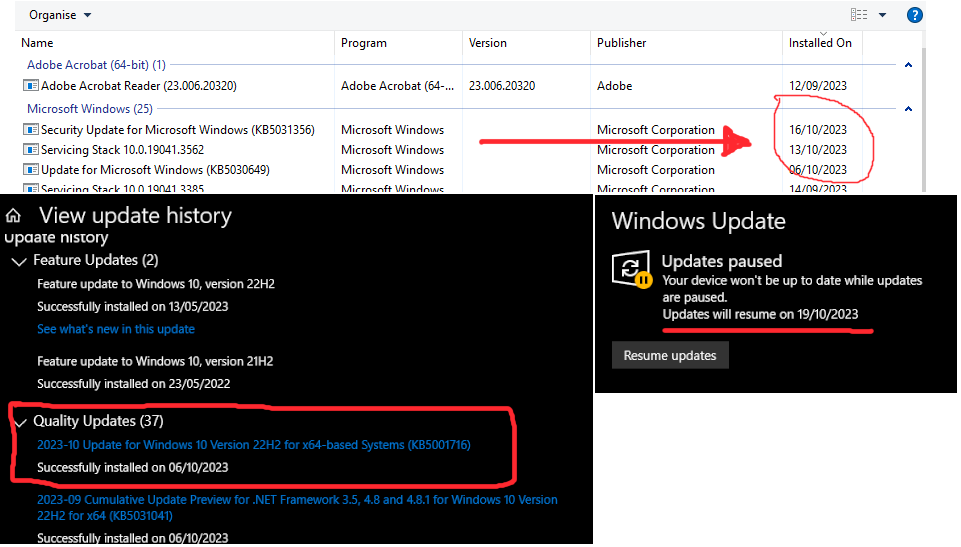 Organise
Name Program Version Publisher Installed On
Adobe Acrobat (64-bit) (1)
Adobe Acrobat Reader (23.006.20320) Adobe Acrobat (64-... 23.006.20320 Adobe 12/09/2023
Microsoft Windows (25)
Security Update for Microsoft Windows (KB5031356) Microsoft Windows Microsoft Corporation 16/10/2023
Servicing Stack 10.0.19041.3562 Microsoft Windows Microsoft Corporation 13/10/2023
Update for Microsoft Windows (KB5030649) Microsoft Windows Microsoft Corporation 06/10/2023
Servicing Stack 10.0.19041.3385 Microsoft Windows Microsoft Corporation 14/09/2023
View update history
Update history
Feature Updates (2)
Feature update to Windows 10, version 22H2
Successfully installed on 13/05/2023
See what's new in this update
Feature update to Windows 10, version 21H2
Successfully installed on 23/05/2022
Quality Updates (37)
2023-10 Update for Windows 10 Version 22H2 for x64-based Systems (KB5001716)
Successfully installed on 06/10/2023
2023-09 Cumulative Update Preview for .NET Framework 3.5, 4.8 and 4.8.1 for Windows 10 Version
22H2 for x64 (KB5031041)
Successfully installed on 06/10/2023
Windows Update
Updates paused
Your device won't be up to date while updates
are paused.
Updates will resume on 19/10/2023
Resume updates